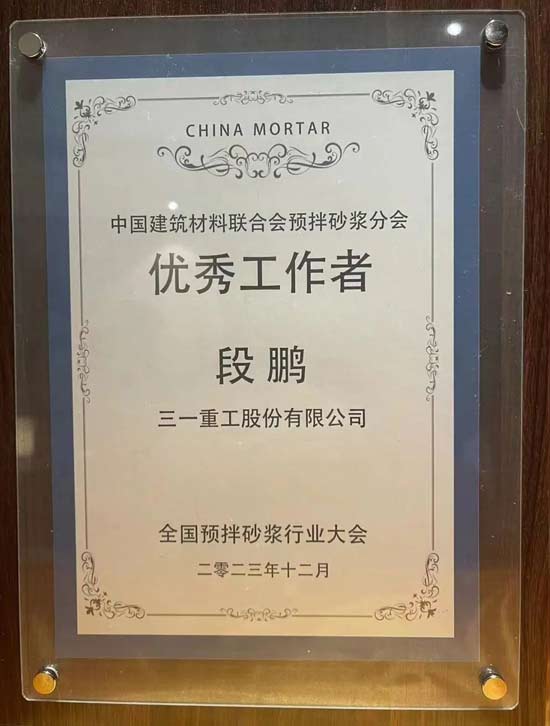 CHINA MORTAR
中国建筑材料联合会预拌砂浆分会
优秀工作者
段鹏
三一重工股份有限公司
全国预拌砂浆行业大会
二零二三年十二月